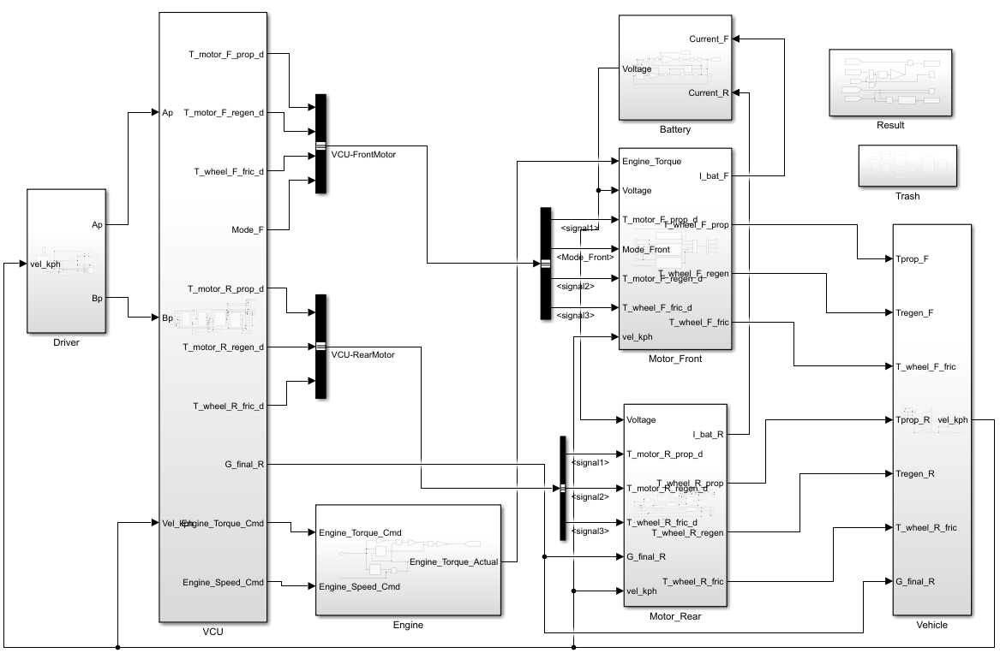 T_motor_F_prop_d
Ap
T_motor_F_regen_d
T_wheel_F_fric_d
Mode_F
T_motor_R_prop_d
Bp
T_motor_R_regen_d
T_wheel_R_fric_d
G_final_R
Vel_kph
Engine_Torque_Cmd
Engine_Speed_Cmd
VCU
Ap
vel_kph
Bp
Driver
VCU-FrontMotor
VCU-RearMotor
Engine_Torque_Cmd
Engine_Torque_Actual
Engine_Speed_Cmd
Engine
Current_F
Voltage
Current_R
Battery
Engine_Torque
I_bat_F
Voltage
T_motor_F_prop_d
T_wheel_F_prop
Mode_Front
T_motor_F_regen_d
T_wheel_F_regen
T_wheel_F_fric_d
T_wheel_F_fric
vel_kph
Motor_Front
<signal1>
<Mode_Front>
<signal2>
<signal3>
Voltage
I_bat_R
T_motor_R_prop_d
T_wheel_R_prop
T_motor_R_regen_d
T_wheel_R_fric_d
T_wheel_R_regen
G_final_R
T_wheel_R_fric
vel_kph
Motor_Rear
<signal1>
<signal2>
<signal3>
Result
Trash
Tprop_F
Tregen_F
T_wheel_F_fric
Tprop_R
vel_kph
Tregen_R
T_wheel_R_fric
G_final_R
Vehicle